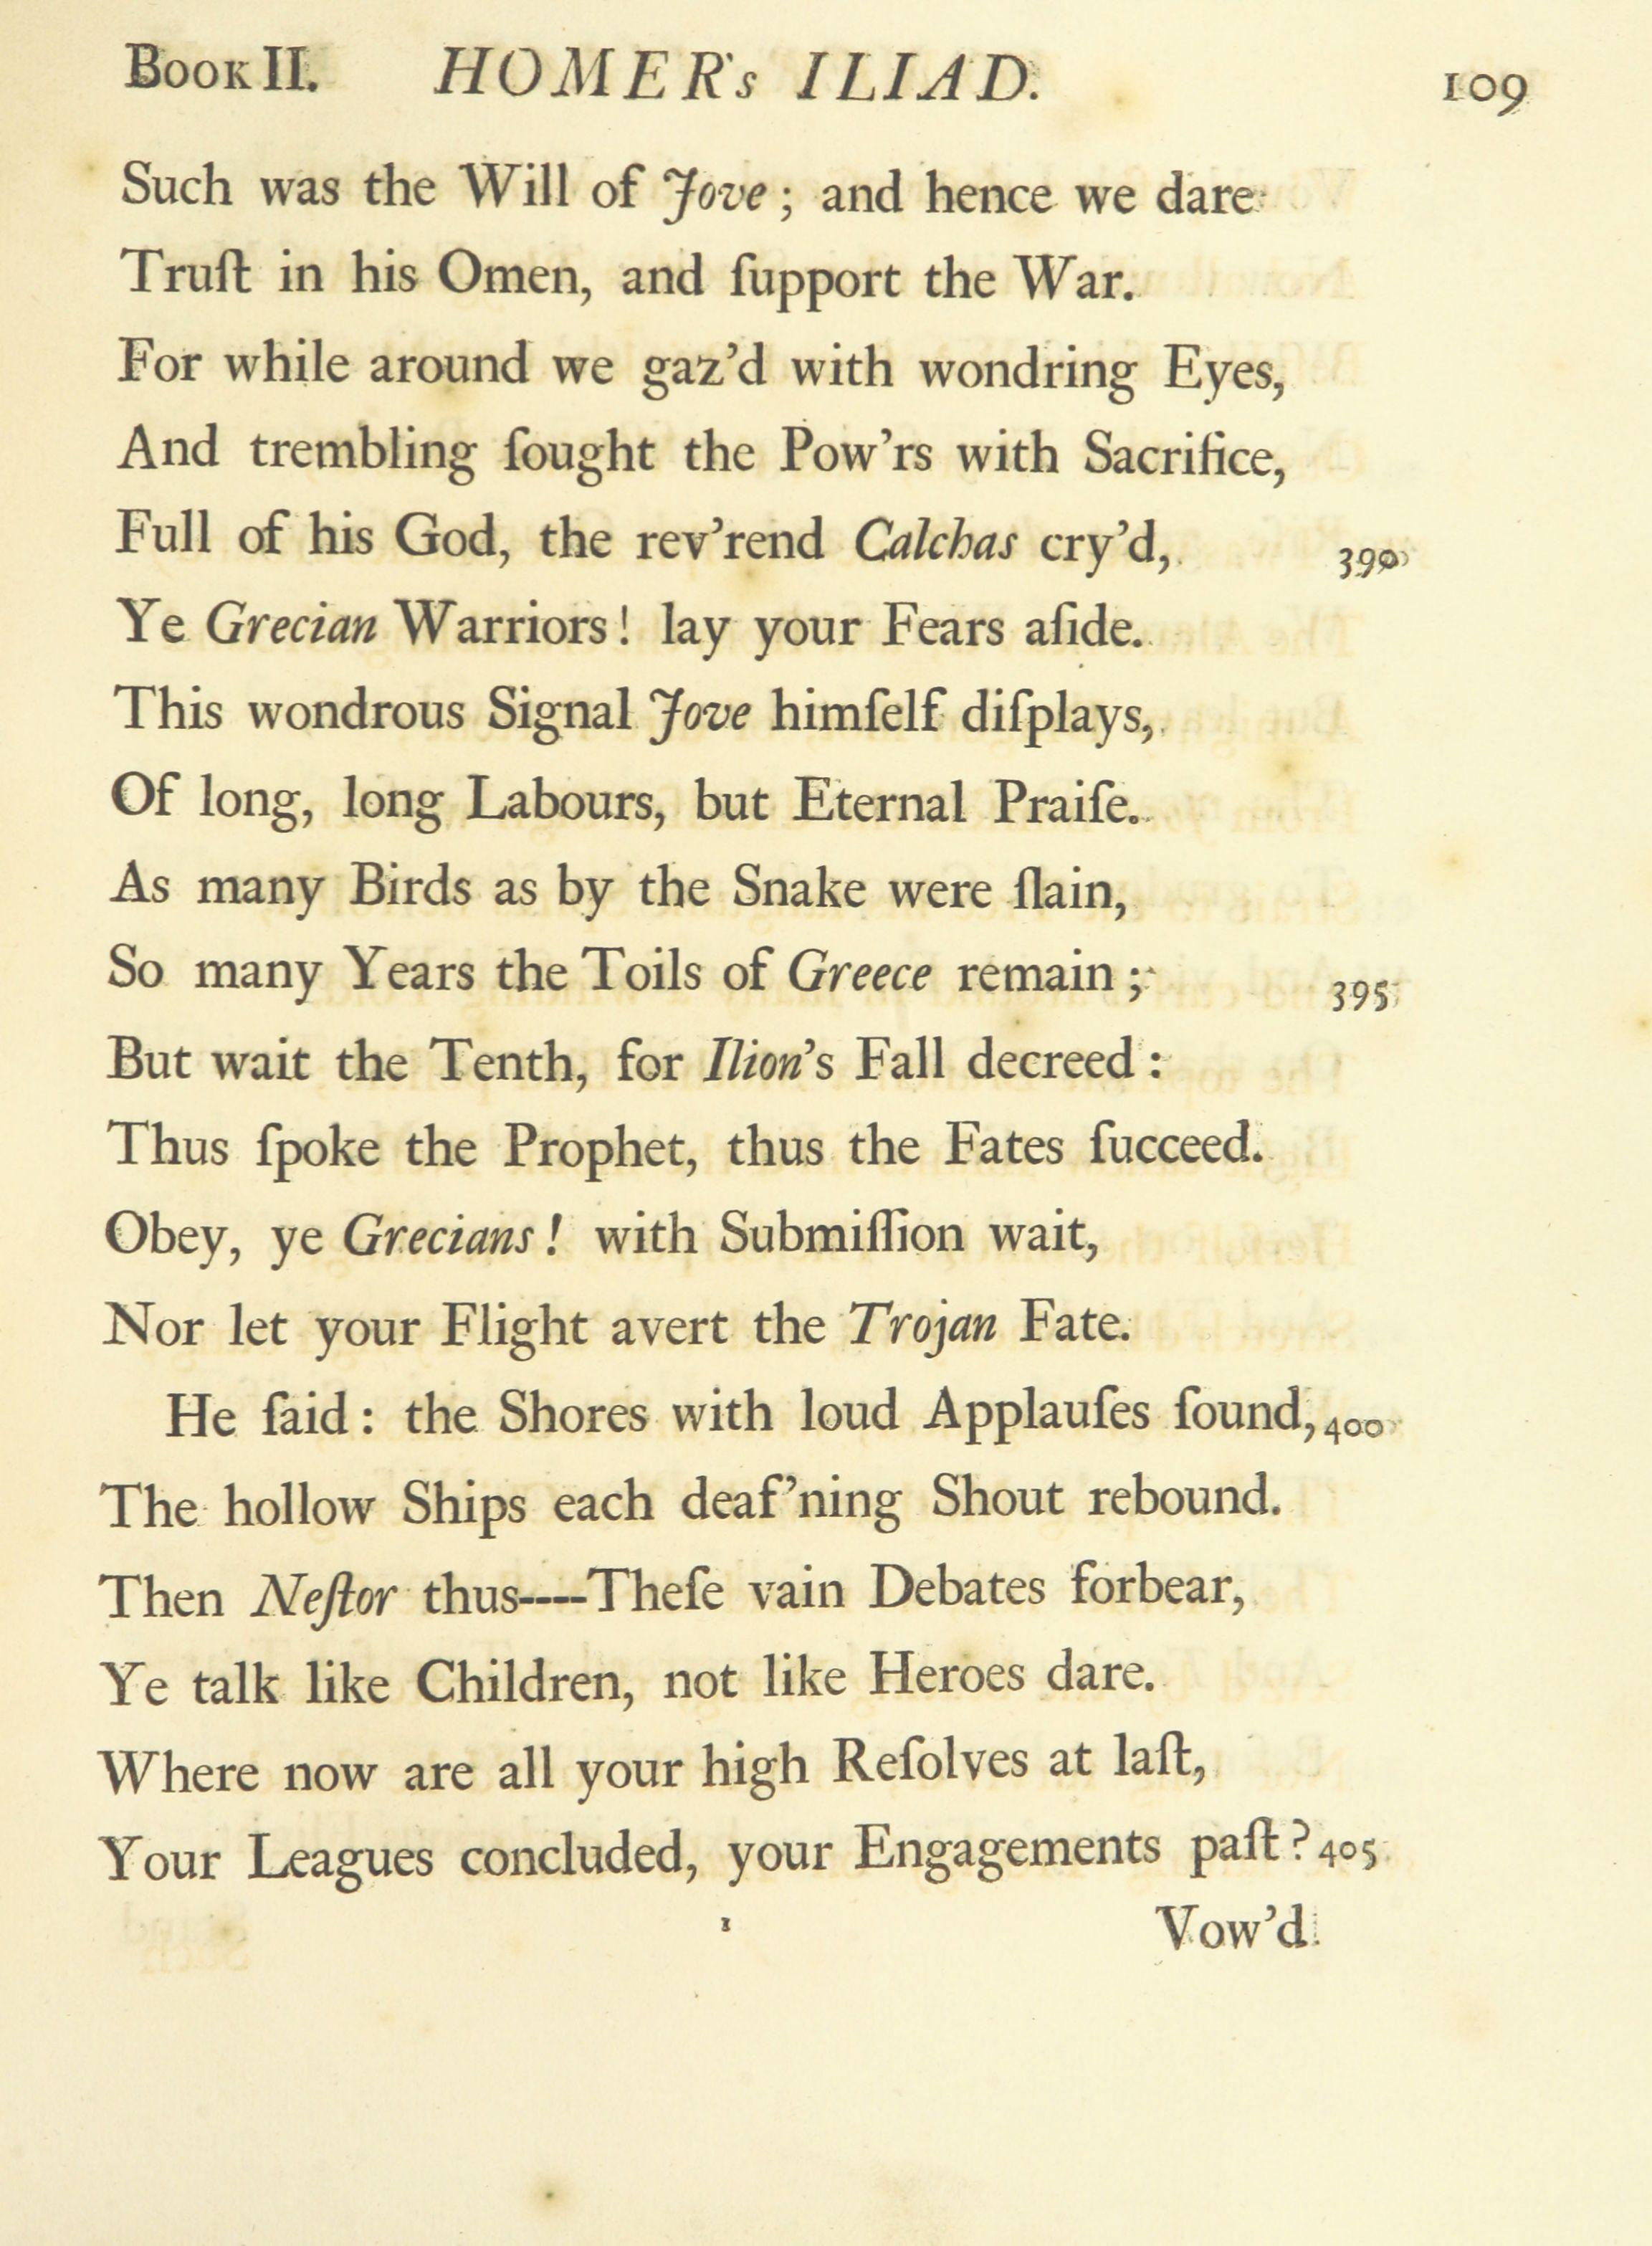 Book II. HOMER's ILIAD. 109
Such was the Will of Jove; and hence we dare
Truſt in his Omen, and ſupport the War.
For while around we gaz'd with wondring Eyes,
And trembling ſought the Pow'rs with Sacrifice,
Full of his God, the rev'rend Calchas cry'd, 390
Ye Grecian Warriors! lay your Fears aſide.
This wondrous Signal Jove himſelf diſplays,
Of long, long Labours, but Eternal Praiſe.
As many Birds as by the Snake were ſlain,
So many Years the Toils of Greece remain; 395
But wait the Tenth, for Ilion's Fall decreed:
Thus ſpoke the Prophet, thus the Fates ſucceed.
Obey, ye Grecians! with Submiſſion wait,
Nor let your Flight avert the Trojan Fate.
He ſaid: the Shores with loud Applauſes ſound, 400
The hollow Ships each deaf'ning Shout rebound.
Then Neſtor thus----Theſe vain Debates forbear,
Ye talk like Children, not like Heroes dare.
Where now are all your high Reſolves at laſt,
Your Leagues concluded, your Engagements paſt? 405
1 Vow'd